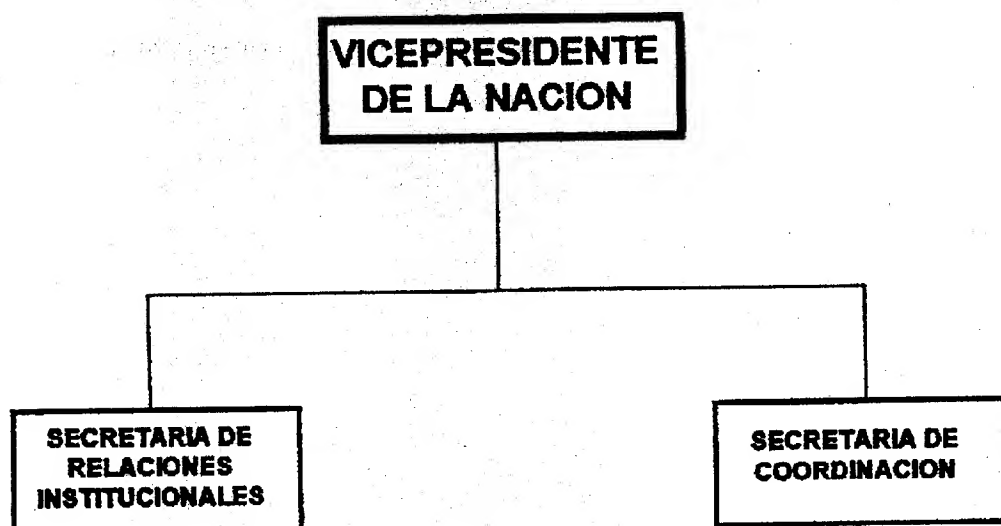 VICEPRESIDENTE
DE LA NACION
SECRETARIA DE
RELACIONES
INSTITUCIONALES
SECRETARIA DE
COORDINACION